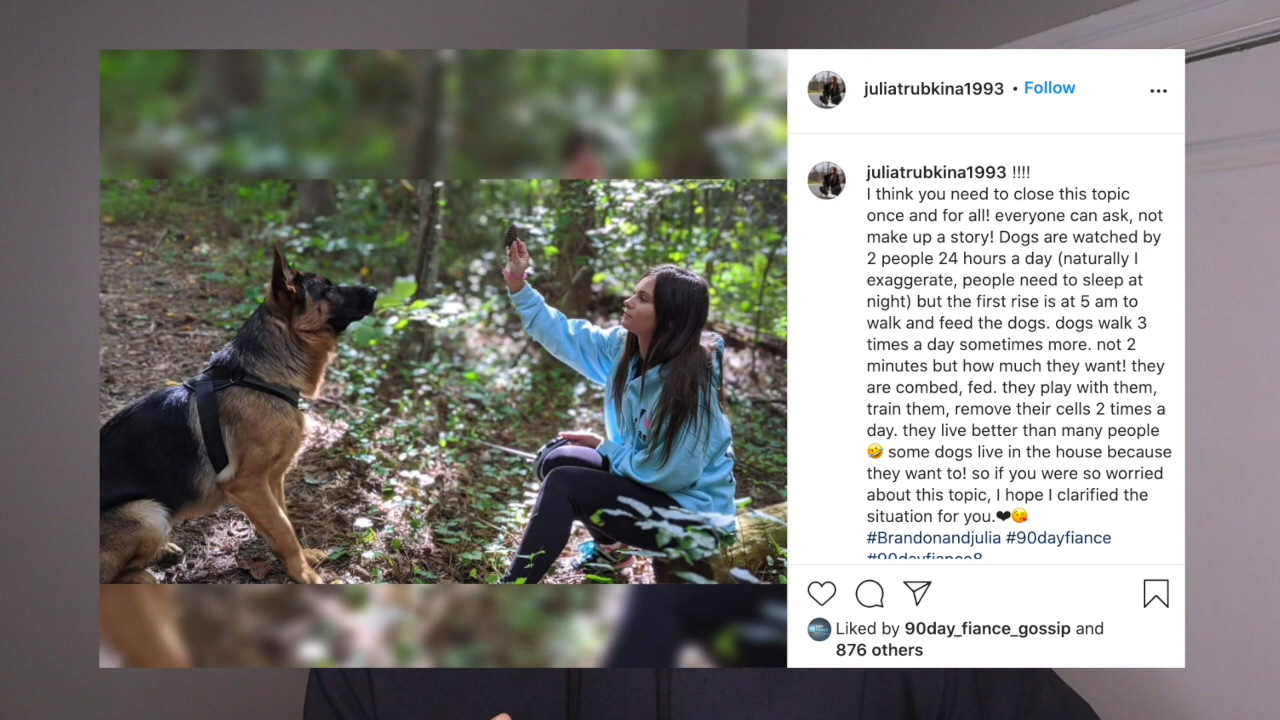 juliatrubkina1993 • Follow
juliatrubkina1993 !!!!
I think you need to close this topic
once and for all! everyone can ask, not
make up a story! Dogs are watched by
2 people 24 hours a day (naturally I
exaggerate, people need to sleep at
night) but the first rise is at 5 am to
walk and feed the dogs. dogs walk 3
times a day sometimes more. not 2
minutes but how much they want! they
are combed, fed. they play with them,
train them, remove their cells 2 times a
day. they live better than many people
🤣 some dogs live in the house because
they want to! so if you were so worried
about this topic, I hope I clarified the
situation for you.❤😘
#Brandonandjulia #90dayfiance
#90dayfiance8
Liked by 90day_fiance_gossip and
876 others